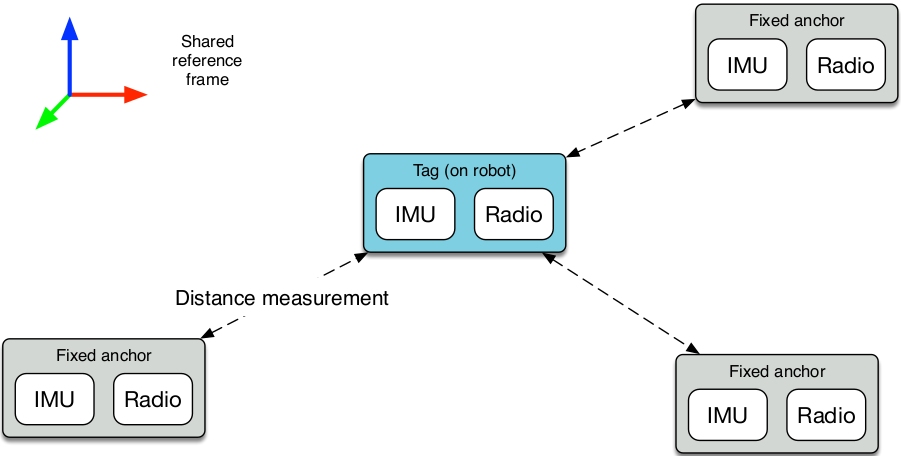 Shared
reference
frame
Fixed anchor
IMU
Radio
Tag (on robot)
IMU
Radio
Distance measurement
Fixed anchor
IMU
Radio
Fixed anchor
IMU
Radio